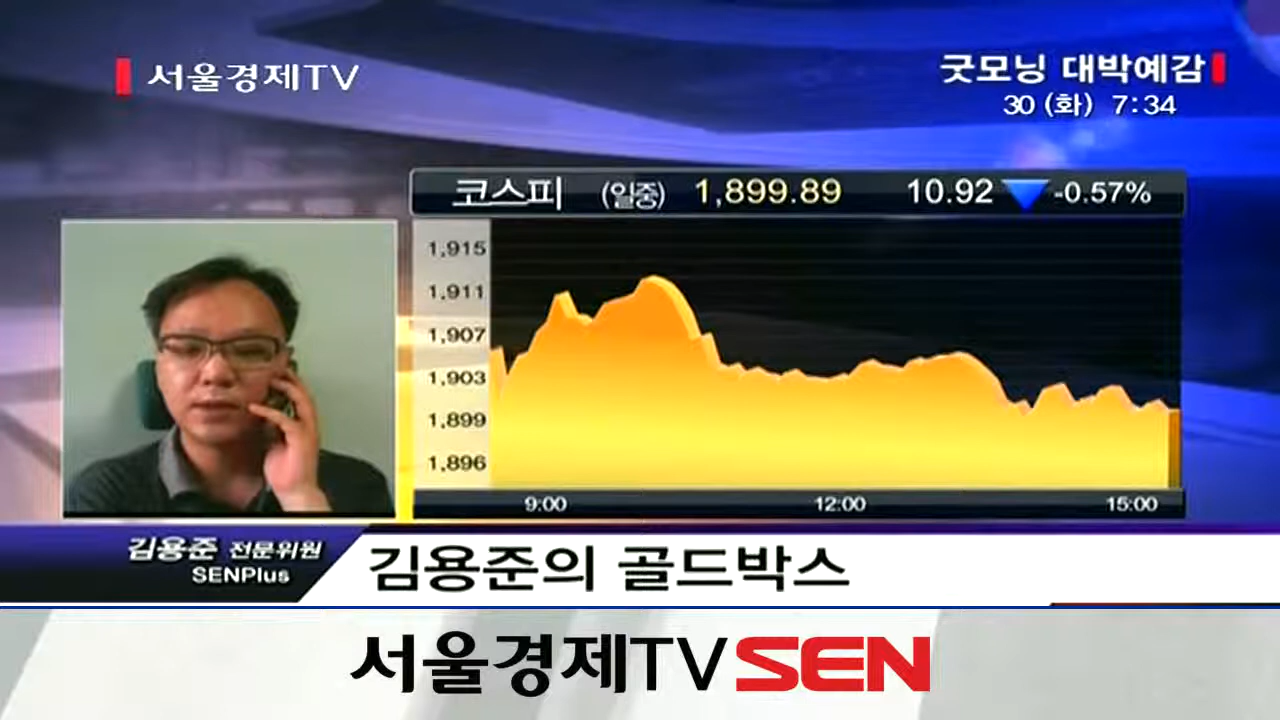 서울경제TV
굿모닝 대박예감
30 (화) 7:34
코스피 (일중) 1,899.89 10.92 ▼ -0.57%
1,915
1,911
1,907
1,903
1,899
1,896
9:00 12:00 15:00
김용준 전문위원
SENPlus
김용준의 골드박스
서울경제TV SEN